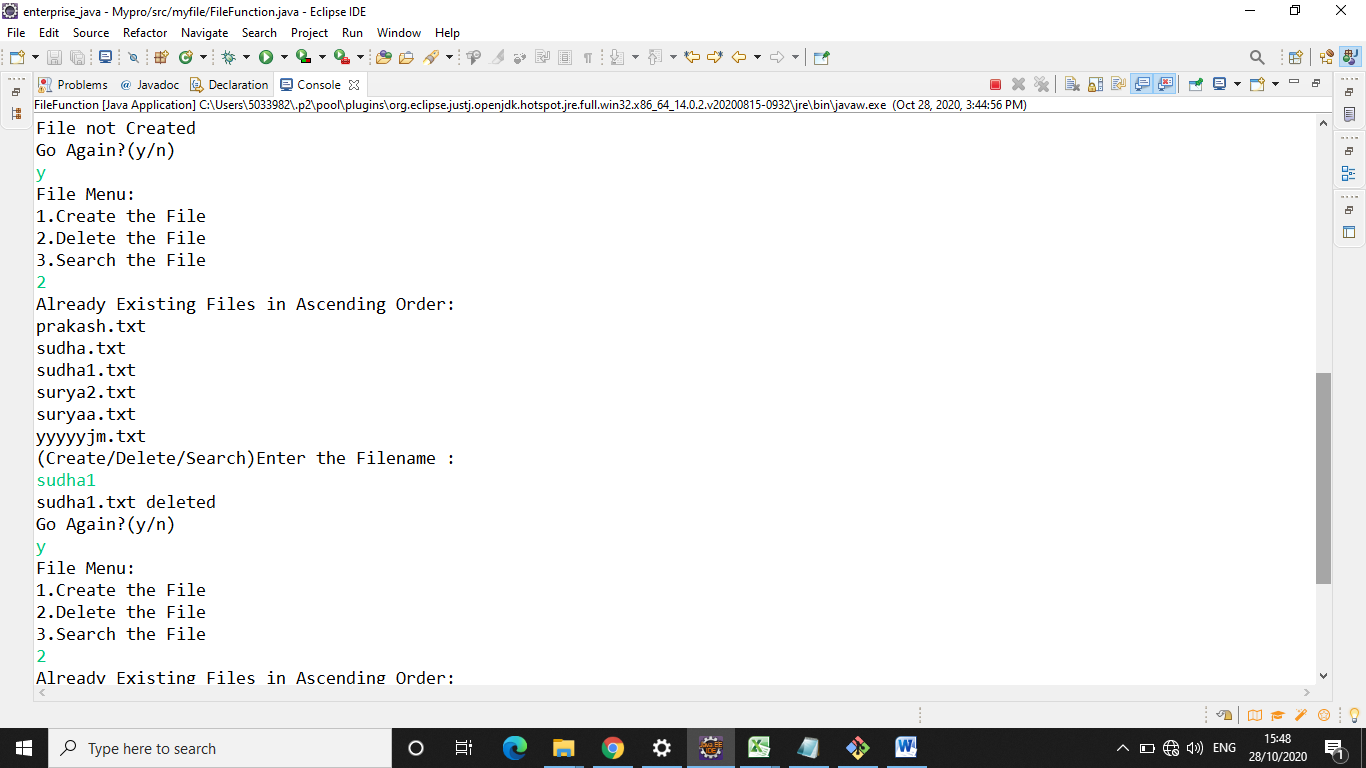 enterprise_java - Mypro/src/myfile/FileFunction.java - Eclipse IDE
File Edit Source Refactor Navigate Search Project Run Window Help
Problems @ Javadoc Declaration Console
FileFunction [Java Application] C:\Users\5033982\.p2\pool\plugins\org.eclipse.justj.openjdk.hotspot.jre.full.win32.x86_64_14.0.2.v20200815-0932\jre\bin\javaw.exe (Oct 28, 2020, 3:44:56 PM)
File not Created
Go Again?(y/n)
y
File Menu:
1.Create the File
2.Delete the File
3.Search the File
2
Already Existing Files in Ascending Order:
prakash.txt
sudha.txt
sudha1.txt
surya2.txt
suryaa.txt
yyyyyjm.txt
(Create/Delete/Search)Enter the Filename :
sudha1
sudha1.txt deleted
Go Again?(y/n)
y
File Menu:
1.Create the File
2.Delete the File
3.Search the File
2
Already Existing Files in Ascending Order:
Type here to search
ENG
15:48
28/10/2020
1